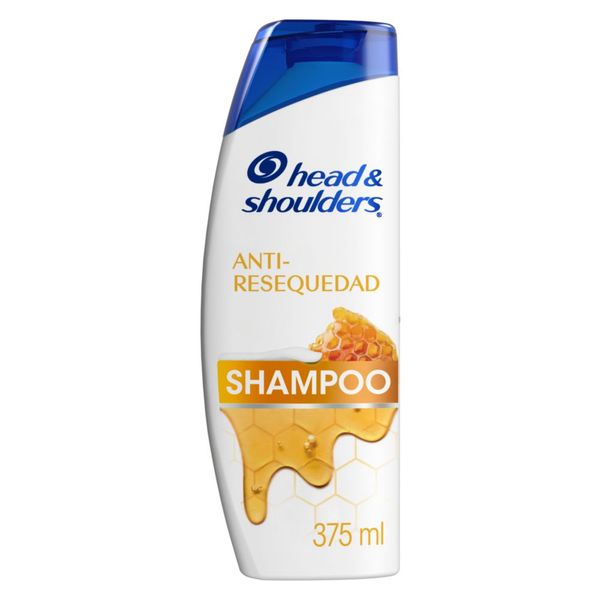 head &
shoulders®
ANTI-
RESEQUEDAD
SHAMPOO
375 ml